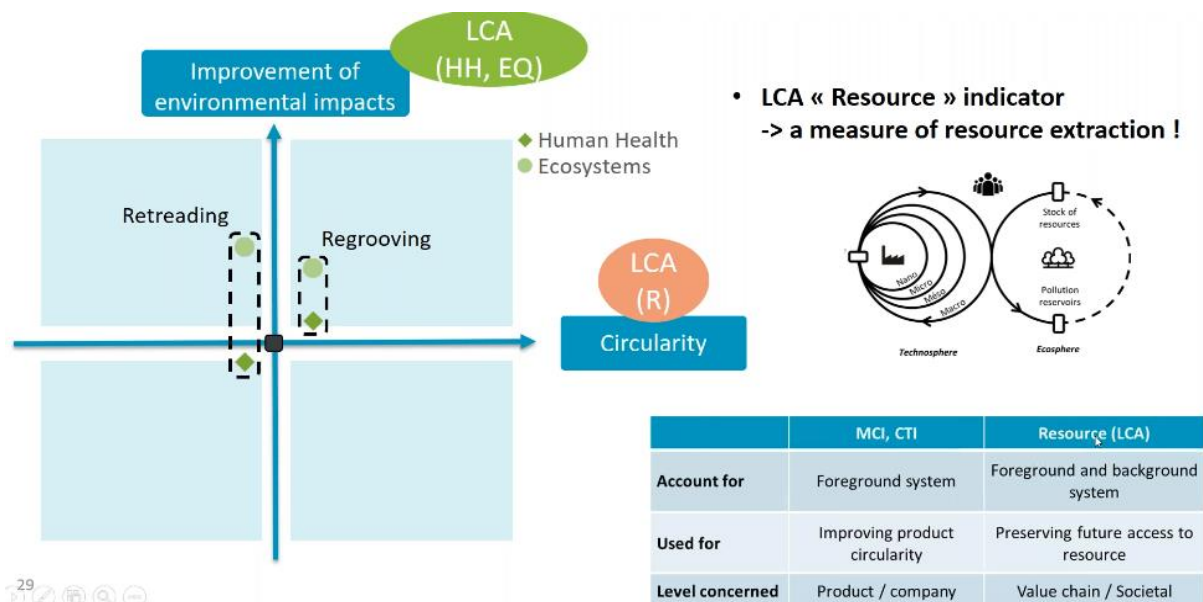 LCA
(HH, EQ)
Improvement of
environmental impacts
Human Health
Ecosystems
Retreading
Regrooving
LCA
(R)
Circularity
• LCA « Resource » indicator
-> a measure of resource extraction !
Stock of
resources
Nano
Micro
Méso
Macro
Pollution
reservoirs
Technosphere
Ecosphere
MCI, CTI
Resource (LCA)
Account for
Foreground system
Foreground and background
system
Used for
Improving product
circularity
Preserving future access to
resource
Level concerned
Product / company
Value chain / Societal
29